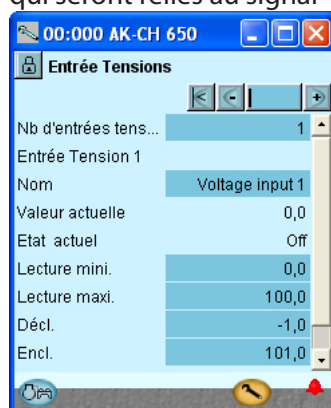 qui seront reliés au signal
00:000 AK-CH 650
Entrée Tensions
Nb d'entrées tens... 1
Entrée Tension 1
Nom Voltage input 1
Valeur actuelle 0,0
Etat actuel Off
Lecture mini. 0,0
Lecture maxi. 100,0
Décl. -1,0
Encl. 101,0